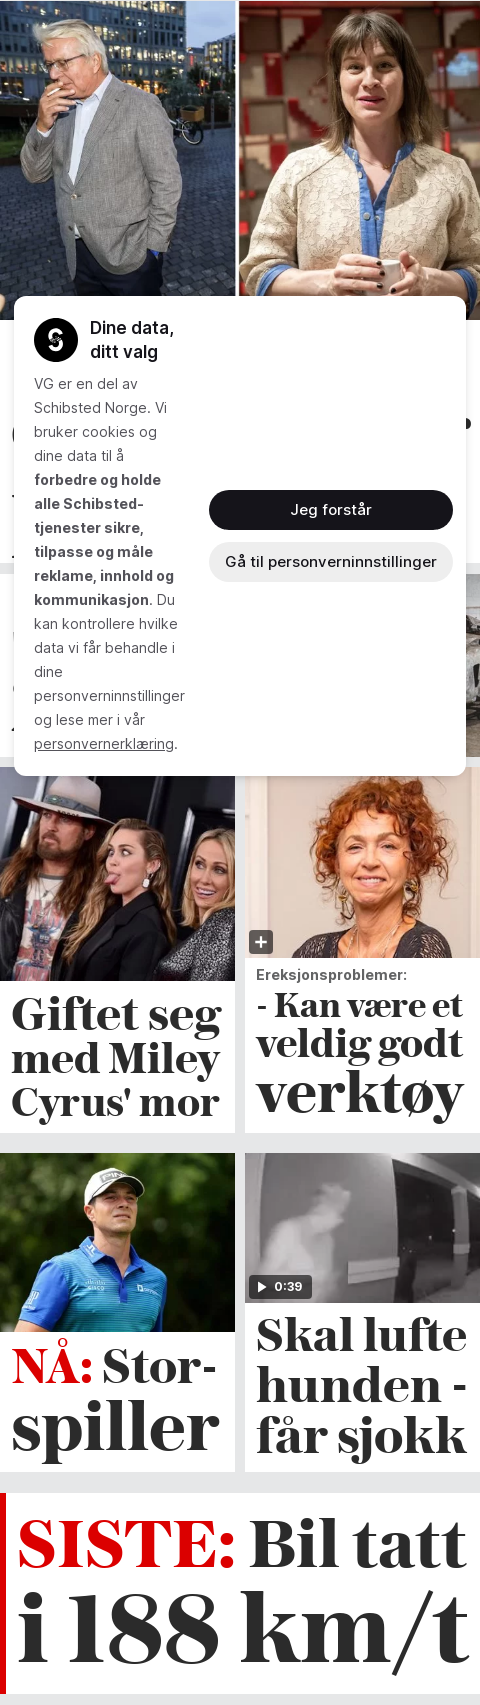 Dine data,
ditt valg
VG er en del av
Schibsted Norge. Vi
bruker cookies og
dine data til å
forbedre og holde
alle Schibsted-
tjenester sikre,
tilpasse og måle
reklame, innhold og
kommunikasjon. Du
kan kontrollere hvilke
data vi får behandle i
dine
personverninnstillinger
og lese mer i vår
personvernerklæring.
Jeg forstår
Gå til personverninnstillinger
Giftet seg
med Miley
Cyrus' mor
Ereksjonsproblemer:
- Kan være et
veldig godt
verktøy
PING
NÅ: Stor-
spiller
0:39
Skal lufte
hunden -
får sjokk
SISTE: Bil tatt
i 188 km/t